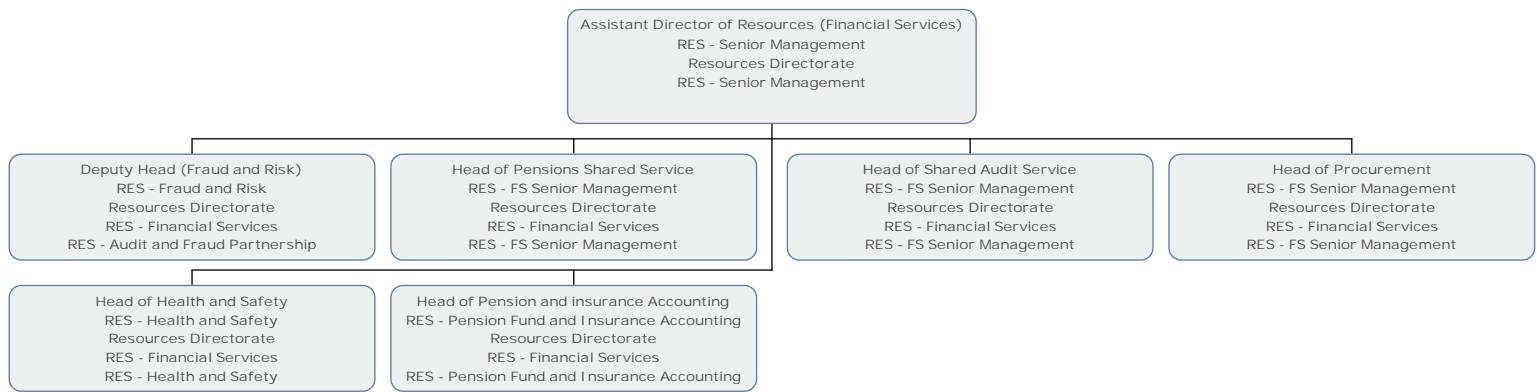 Assistant Director of Resources (Financial Services)
RES - Senior Management
Resources Directorate
RES - Senior Management
Deputy Head (Fraud and Risk)
RES - Fraud and Risk
Resources Directorate
RES - Financial Services
RES - Audit and Fraud Partnership
Head of Pensions Shared Service
RES - FS Senior Management
Resources Directorate
RES - Financial Services
RES - FS Senior Management
Head of Shared Audit Service
RES - FS Senior Management
Resources Directorate
RES - Financial Services
RES - FS Senior Management
Head of Procurement
RES - FS Senior Management
Resources Directorate
RES - Financial Services
RES - FS Senior Management
Head of Health and Safety
RES - Health and Safety
Resources Directorate
RES - Financial Services
RES - Health and Safety
Head of Pension and insurance Accounting
RES - Pension Fund and Insurance Accounting
Resources Directorate
RES - Financial Services
RES - Pension Fund and Insurance Accounting